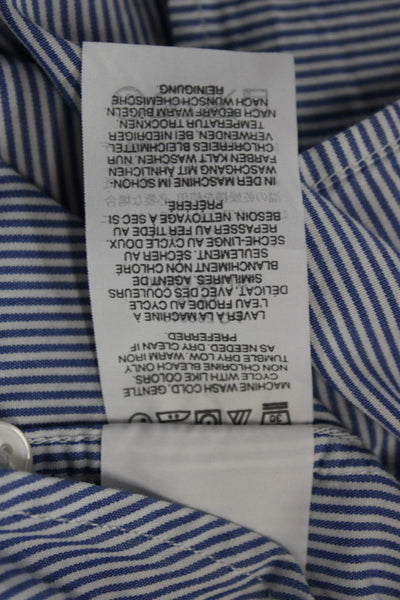 30
MACHINE WASH COLD, GENTLE
CYCLE WITH LIKE COLORS.
CHLORINE BLEACH ONLY
TUMBLE DRY LOW, WARM IRON
AS NEEDED. DRY CLEAN IF
PREFERRED.
LAVER À LA MACHINE À
L'EAU FROIDE AU CYCLE
DÉLICAT, AVEC DES COULEURS
SIMILAIRES. AGENT
BLANCHIMENT NON CHLORÉ
SEULEMENT.
SÈCHE-LINGE AU CYCLE DOUX.
REPASSER AU FER TIÈDE AU
BESOIN. NETTOYAGE À SEC SI
PRÉFÉRÉ.
IN DER MASCHINE IM SCHON-
WASCHGANG MIT ÄHNLICHEN
FARBEN KALT WASCHEN. NUR
CHLORFREIES BLEICHMITTEL
VERWENDEN. BEI NIEDRIGER
TEMPERATUR TROCKNEN.
NACH BEDARF WARM BÜGELN.
NACH WUNSCH CHEMISCHE
REINIGUNG.